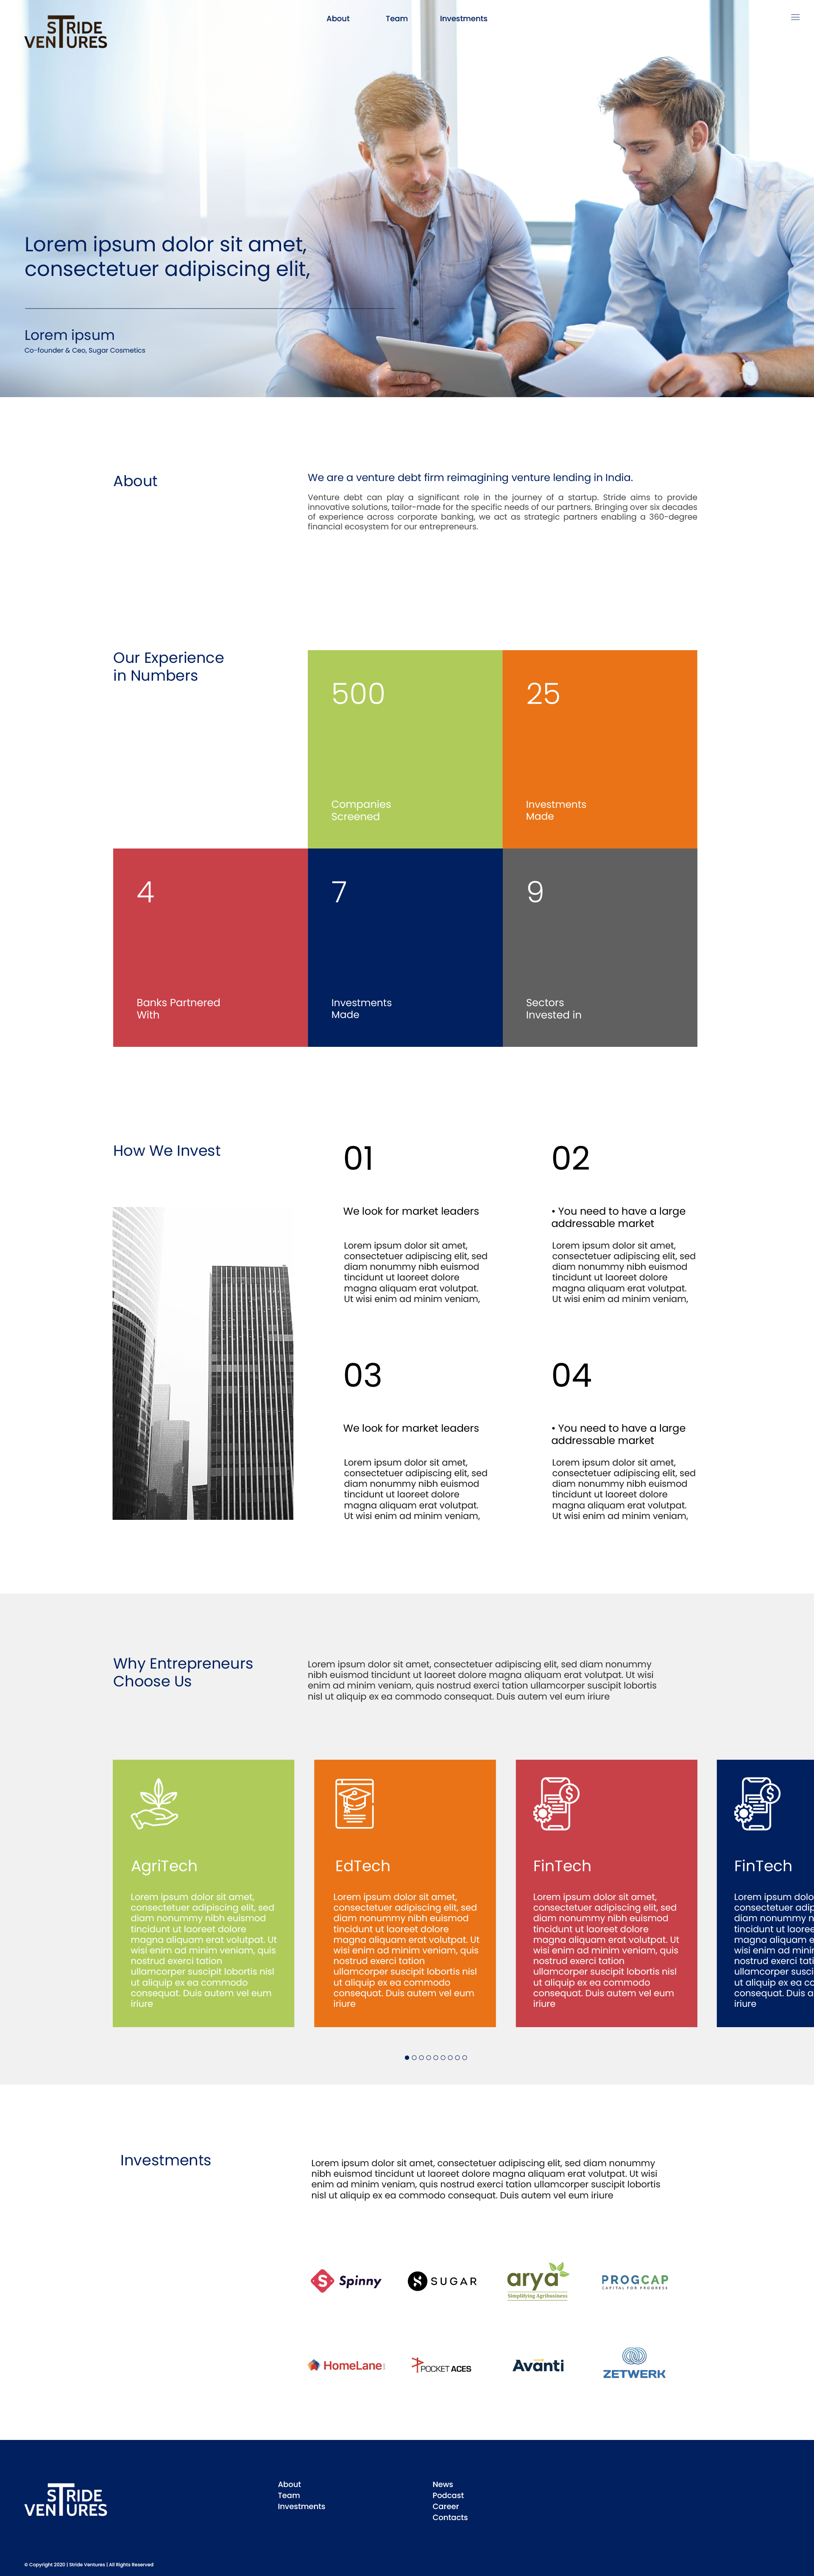 STRIDE
VENTURES
About Team Investments
Lorem ipsum dolor sit amet,
consectetuer adipiscing elit,
Lorem ipsum
Co-founder & Ceo, Sugar Cosmetics
About
We are a venture debt firm reimagining venture lending in India.
Venture debt can play a significant role in the journey of a startup. Stride aims to provide
innovative solutions, tailor-made for the specific needs of our partners. Bringing over six decades
of experience across corporate banking, we act as strategic partners enabling a 360-degree
financial ecosystem for our entrepreneurs.
Our Experience
in Numbers
500
Companies
Screened
25
Investments
Made
4
Banks Partnered
With
7
Investments
Made
9
Sectors
Invested in
How We Invest
01
We look for market leaders
Lorem ipsum dolor sit amet,
consectetuer adipiscing elit, sed
diam nonummy nibh euismod
tincidunt ut laoreet dolore
magna aliquam erat volutpat.
Ut wisi enim ad minim veniam,
02
• You need to have a large
addressable market
Lorem ipsum dolor sit amet,
consectetuer adipiscing elit, sed
diam nonummy nibh euismod
tincidunt ut laoreet dolore
magna aliquam erat volutpat.
Ut wisi enim ad minim veniam,
03
We look for market leaders
Lorem ipsum dolor sit amet,
consectetuer adipiscing elit, sed
diam nonummy nibh euismod
tincidunt ut laoreet dolore
magna aliquam erat volutpat.
Ut wisi enim ad minim veniam,
04
• You need to have a large
addressable market
Lorem ipsum dolor sit amet,
consectetuer adipiscing elit, sed
diam nonummy nibh euismod
tincidunt ut laoreet dolore
magna aliquam erat volutpat.
Ut wisi enim ad minim veniam,
Why Entrepreneurs
Choose Us
Lorem ipsum dolor sit amet, consectetuer adipiscing elit, sed diam nonummy
nibh euismod tincidunt ut laoreet dolore magna aliquam erat volutpat. Ut wisi
enim ad minim veniam, quis nostrud exerci tation ullamcorper suscipit lobortis
nisl ut aliquip ex ea commodo consequat. Duis autem vel eum iriure
AgriTech
Lorem ipsum dolor sit amet,
consectetuer adipiscing elit, sed
diam nonummy nibh euismod
tincidunt ut laoreet dolore
magna aliquam erat volutpat. Ut
wisi enim ad minim veniam, quis
nostrud exerci tation
ullamcorper suscipit lobortis nisl
ut aliquip ex ea commodo
consequat. Duis autem vel eum
iriure
EdTech
Lorem ipsum dolor sit amet,
consectetuer adipiscing elit, sed
diam nonummy nibh euismod
tincidunt ut laoreet dolore
magna aliquam erat volutpat. Ut
wisi enim ad minim veniam, quis
nostrud exerci tation
ullamcorper suscipit lobortis nisl
ut aliquip ex ea commodo
consequat. Duis autem vel eum
iriure
FinTech
Lorem ipsum dolor sit amet,
consectetuer adipiscing elit, sed
diam nonummy nibh euismod
tincidunt ut laoreet dolore
magna aliquam erat volutpat. Ut
wisi enim ad minim veniam, quis
nostrud exerci tation
ullamcorper suscipit lobortis nisl
ut aliquip ex ea commodo
consequat. Duis autem vel eum
iriure
FinTech
Lorem ipsum dolo
consectetuer adip
diam nonummy n
tincidunt ut laoree
magna aliquam e
wisi enim ad minin
nostrud exerci tati
ullamcorper susci
ut aliquip ex ea co
consequat. Duis a
iriure
Investments
Lorem ipsum dolor sit amet, consectetuer adipiscing elit, sed diam nonummy
nibh euismod tincidunt ut laoreet dolore magna aliquam erat volutpat. Ut wisi
enim ad minim veniam, quis nostrud exerci tation ullamcorper suscipit lobortis
nisl ut aliquip ex ea commodo consequat. Duis autem vel eum iriure
S Spinny
SUGAR
arya
Simplifying Agribusiness
PROGCAP
CAPITAL FOR PROGRESS
HomeLane
POCKET ACES
Avanti
ZETWERK
STRIDE
VENTURES
About
Team
Investments
News
Podcast
Career
Contacts
© Copyright 2020 | Stride Ventures | All Rights Reserved